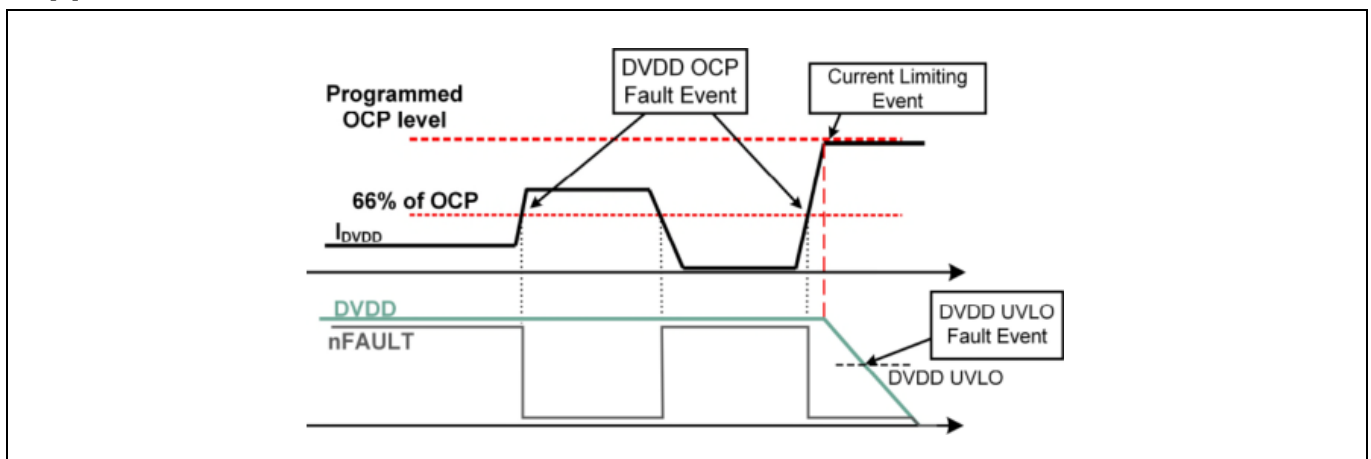 DVDD OCP
Fault Event
Current Limiting
Event
Programmed
OCP level
66% of OCP
IDVDD
DVDD
nFAULT
DVDD UVLO
Fault Event
DVDD UVLO